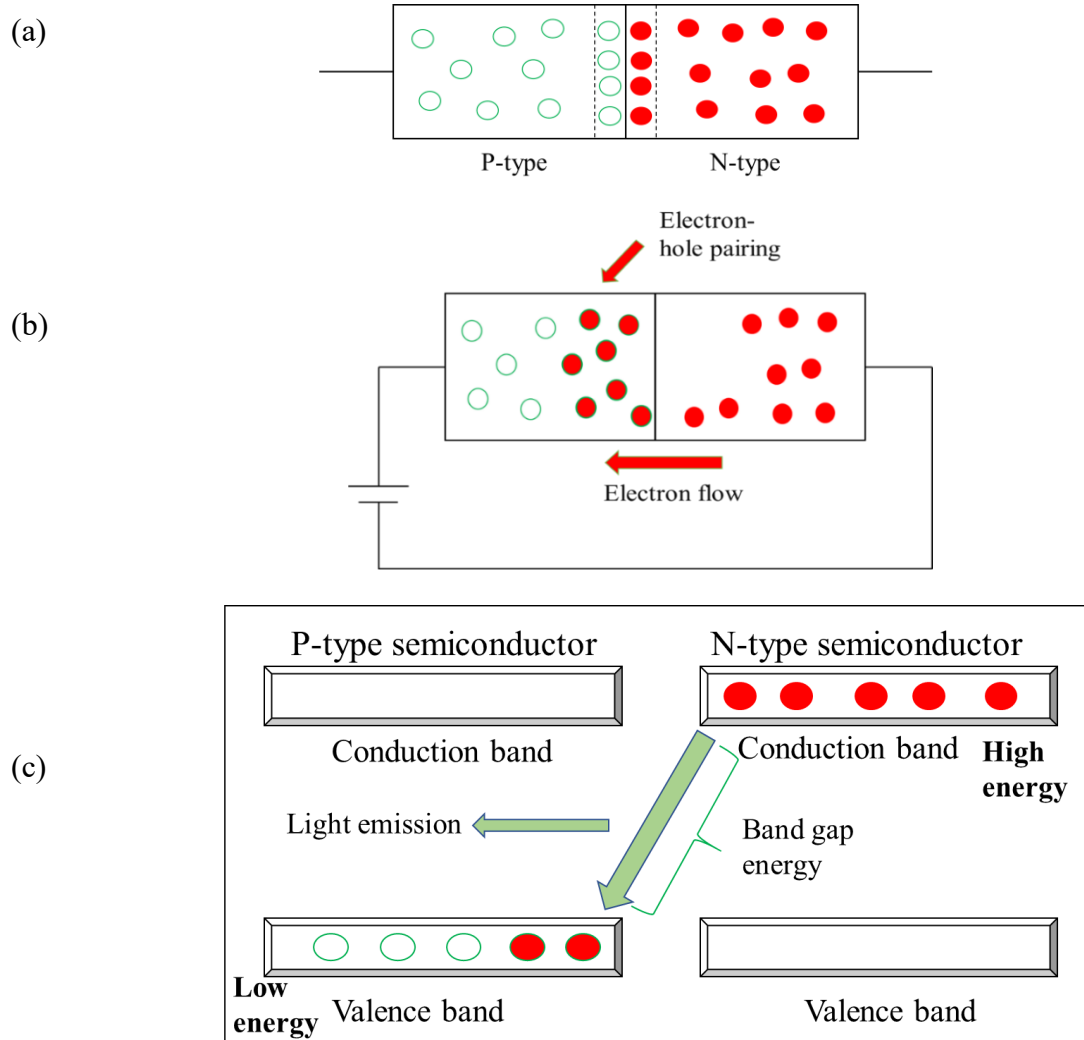 (a)
P-type
N-type
Electron-
hole pairing
(b)
Electron flow
(c)
P-type semiconductor
N-type semiconductor
Conduction band
Conduction band
High
energy
Light emission
Band gap
energy
Low
energy
Valence band
Valence band